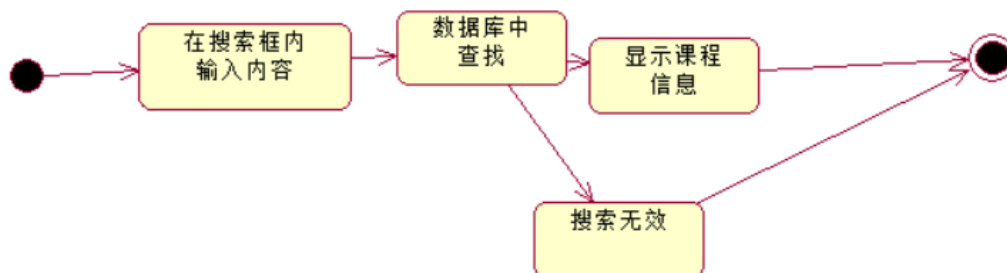 在搜索框内
输入内容
数据库中
查找
显示课程
信息
搜索无效